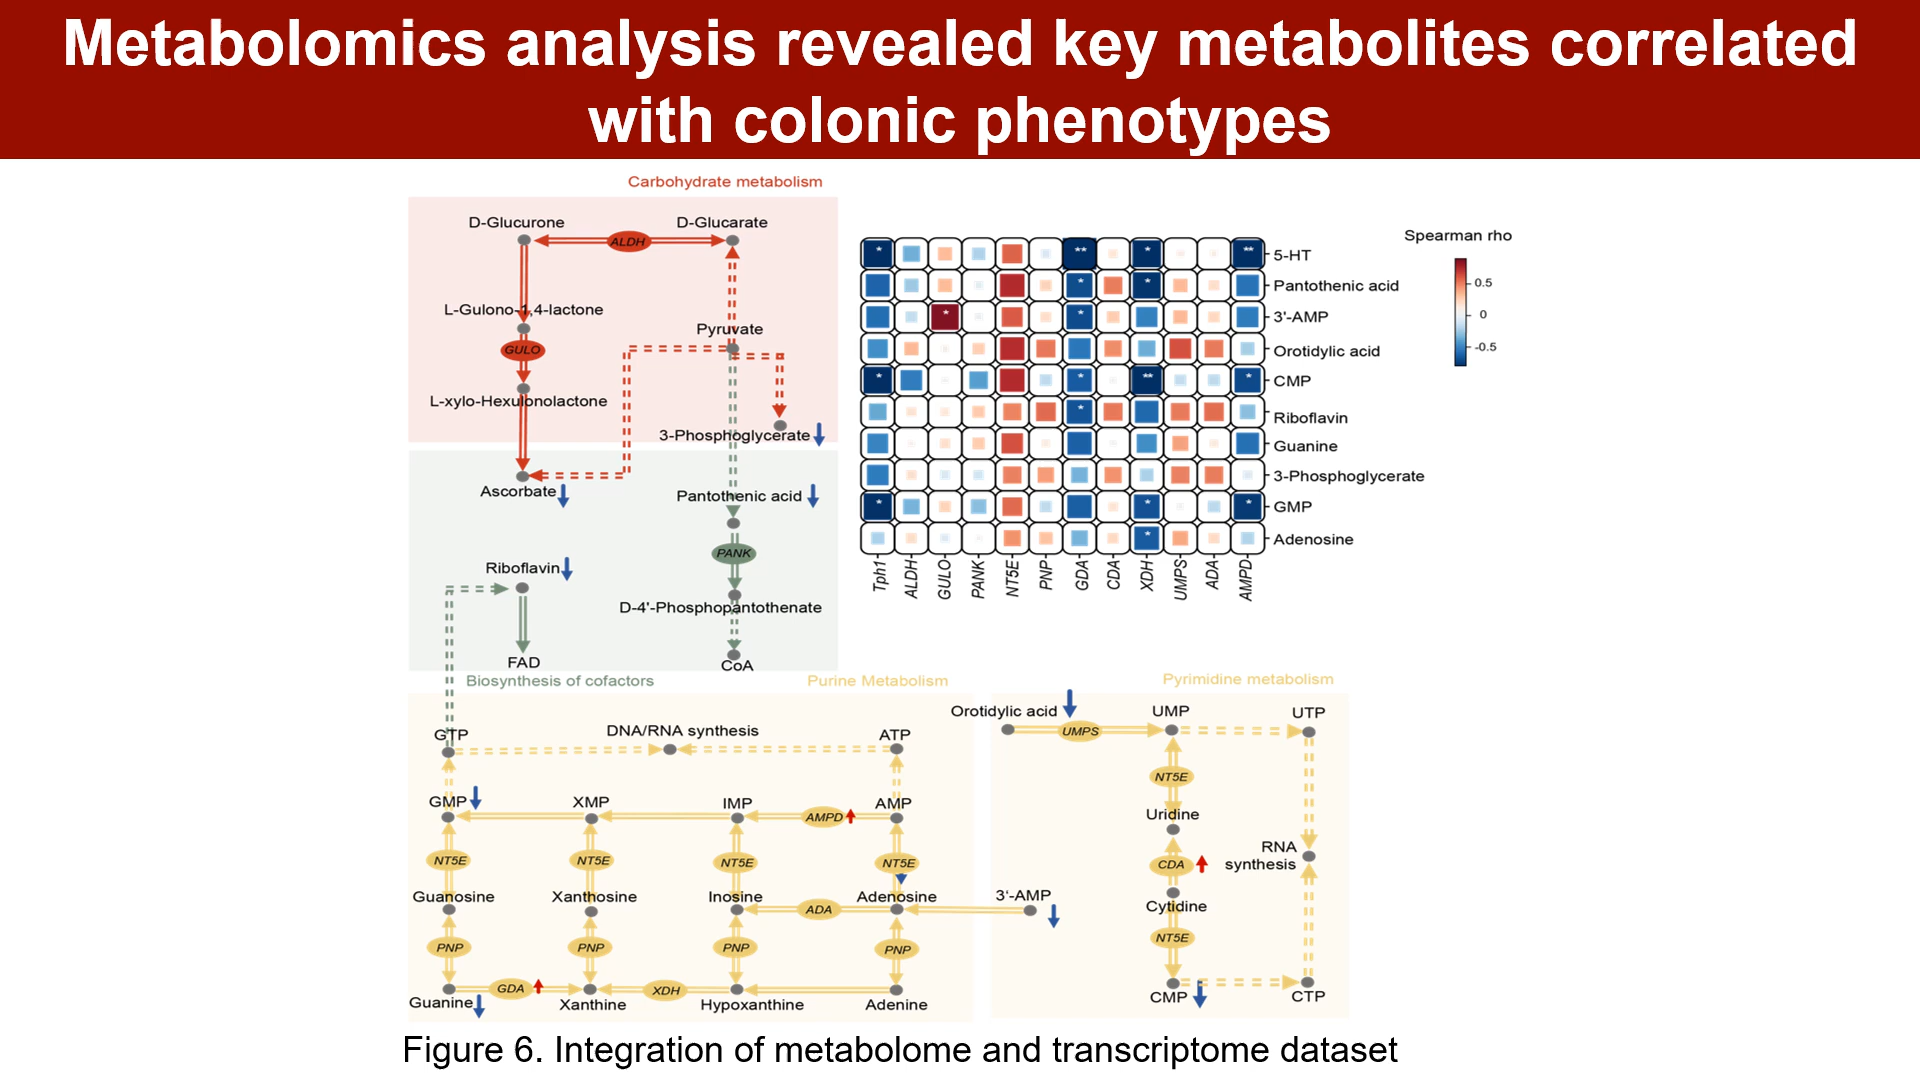 Metabolomics analysis revealed key metabolites correlated
with colonic phenotypes
Carbohydrate metabolism
D-Glucurone
D-Glucarate
ALDH
L-Gulono-1,4-lactone
Pyruvate
GULO
L-xylo-Hexulonolactone
3-Phosphoglycerate
Ascorbate
Pantothenic acid
PANK
Riboflavin
D-4'-Phosphopantothenate
FAD
CoA
Biosynthesis of cofactors
Spearman rho
0.5
0
-0.5
* ** * ** 5-HT
* * Pantothenic acid
* * 3'-AMP
Orotidylic acid
* * ** * CMP
* Riboflavin
Guanine
3-Phosphoglycerate
* * * GMP
* Adenosine
Tph1 ALDH GULO PANK NT5E PNP GDA CDA XDH UMPS ADA AMPD
Purine Metabolism
GTP
DNA/RNA synthesis
ATP
GMP
XMP
IMP
AMPD
AMP
NT5E
NT5E
NT5E
NT5E
Guanosine
Xanthosine
Inosine
ADA
Adenosine
3'-AMP
PNP
PNP
PNP
PNP
GDA
XDH
Guanine
Xanthine
Hypoxanthine
Adenine
Pyrimidine metabolism
Orotidylic acid
UMPS
UMP
UTP
NT5E
Uridine
CDA
RNA
synthesis
Cytidine
NT5E
CMP
CTP
Figure 6. Integration of metabolome and transcriptome dataset